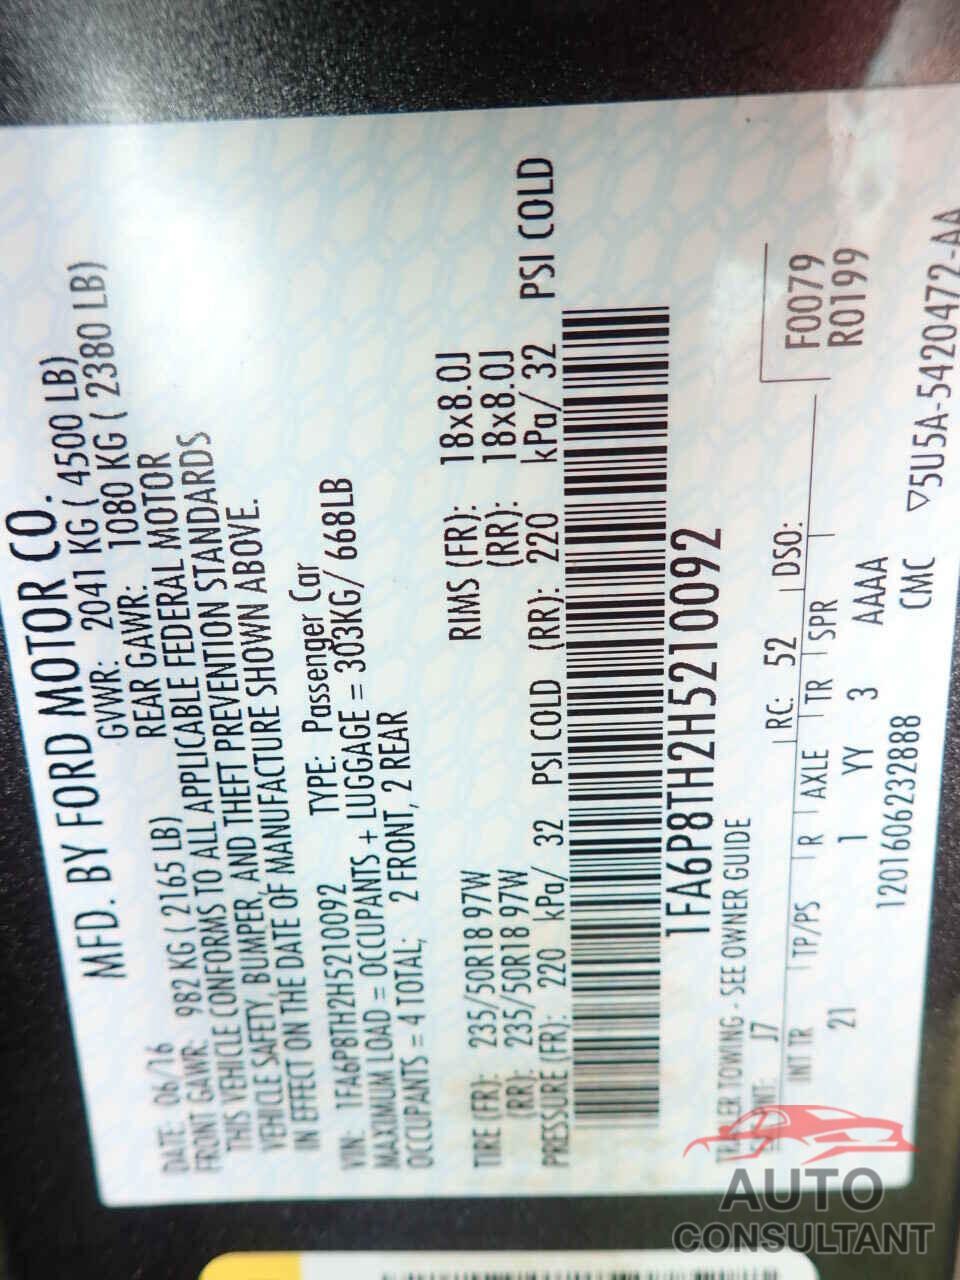 MFD. BY FORD MOTOR CO.
DATE: 06/16 GVWR: 2041 KG ( 4500 LB)
FRONT GAWR: 982 KG ( 2165 LB) REAR GAWR: 1080 KG ( 2380 LB)
THIS VEHICLE CONFORMS TO ALL APPLICABLE FEDERAL MOTOR
VEHICLE SAFETY, BUMPER, AND THEFT PREVENTION STANDARDS
IN EFFECT ON THE DATE OF MANUFACTURE SHOWN ABOVE.
VIN: 1FA6P8TH2H5210092 TYPE: Passenger Car
MAXIMUM LOAD = OCCUPANTS + LUGGAGE = 303KG/ 668LB
OCCUPANTS = 4 TOTAL; 2 FRONT, 2 REAR
TIRE (FR): 235/50R18 97W RIMS (FR): 18x8.0J
(RR): 235/50R18 97W (RR): 18x8.0J
PRESSURE (FR): 220 kPa/ 32 PSI COLD (RR): 220 kPa/ 32 PSI COLD
1FA6P8TH2H5210092
TRAILER TOWING - SEE OWNER GUIDE
J7 RC: 52 DSO: F0079
R0199
INT TR TP/PS R AXLE TR SPR
21 1 YY 3 AAAA
1201606232888 CMC ▽5U5A-5420472-AA
AUTO
CONSULTANT